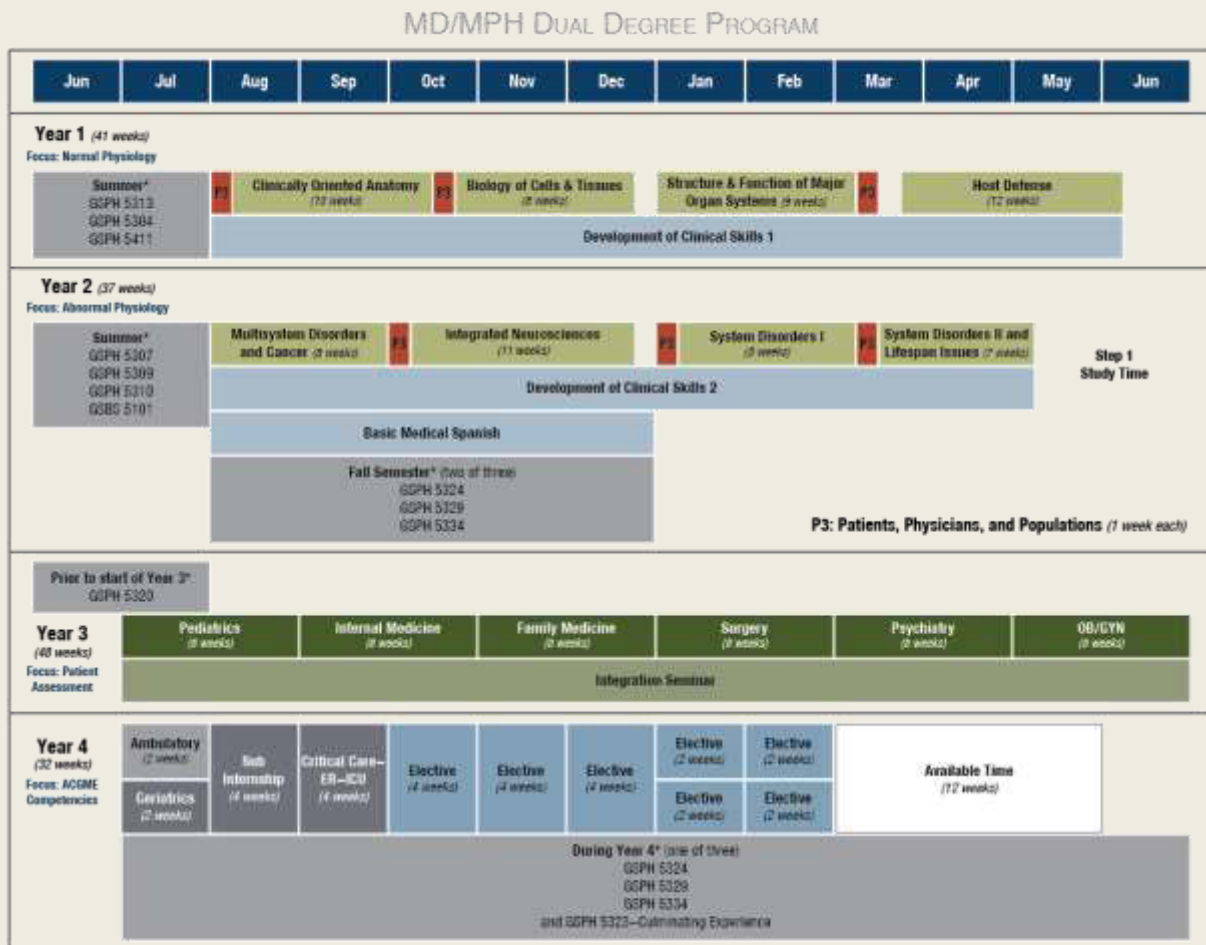 MD/MPH Dual Degree Program
Jun Jul Aug Sep Oct Nov Dec Jan Feb Mar Apr May Jun
Year 1 (41 weeks)
Focus: Normal Physiology
Summer*
GSPH 5313
GSPH 5304
GSPH 5411
P3
Clinically Oriented Anatomy
(10 weeks)
P3
Biology of Cells & Tissues
(8 weeks)
Structure & Function of Major
Organ Systems (9 weeks)
P3
Host Defense
(12 weeks)
Development of Clinical Skills 1
Year 2 (37 weeks)
Focus: Abnormal Physiology
Summer*
GSPH 5307
GSPH 5309
GSPH 5310
GSBS 5101
Multisystem Disorders
and Cancer (8 weeks)
P3
Integrated Neurosciences
(11 weeks)
P3
System Disorders I
(8 weeks)
P3
System Disorders II and
Lifespan Issues (7 weeks)
Step 1
Study Time
Development of Clinical Skills 2
Basic Medical Spanish
Fall Semester* (two of three)
GSPH 5324
GSPH 5329
GSPH 5334
P3: Patients, Physicians, and Populations (1 week each)
Prior to start of Year 3*
GSPH 5320
Year 3
(48 weeks)
Focus: Patient
Assessment
Pediatrics
(8 weeks)
Internal Medicine
(8 weeks)
Family Medicine
(8 weeks)
Surgery
(8 weeks)
Psychiatry
(8 weeks)
OB/GYN
(8 weeks)
Integration Seminar
Year 4
(32 weeks)
Focus: ACGME
Competencies
Ambulatory
(2 weeks)
Geriatrics
(2 weeks)
Sub
Internship
(4 weeks)
Critical Care–
ER–ICU
(4 weeks)
Elective
(4 weeks)
Elective
(4 weeks)
Elective
(4 weeks)
Elective
(2 weeks)
Elective
(2 weeks)
Elective
(2 weeks)
Elective
(2 weeks)
Available Time
(12 weeks)
During Year 4* (one of three)
GSPH 5324
GSPH 5329
GSPH 5334
and GSPH 5323–Culminating Experience